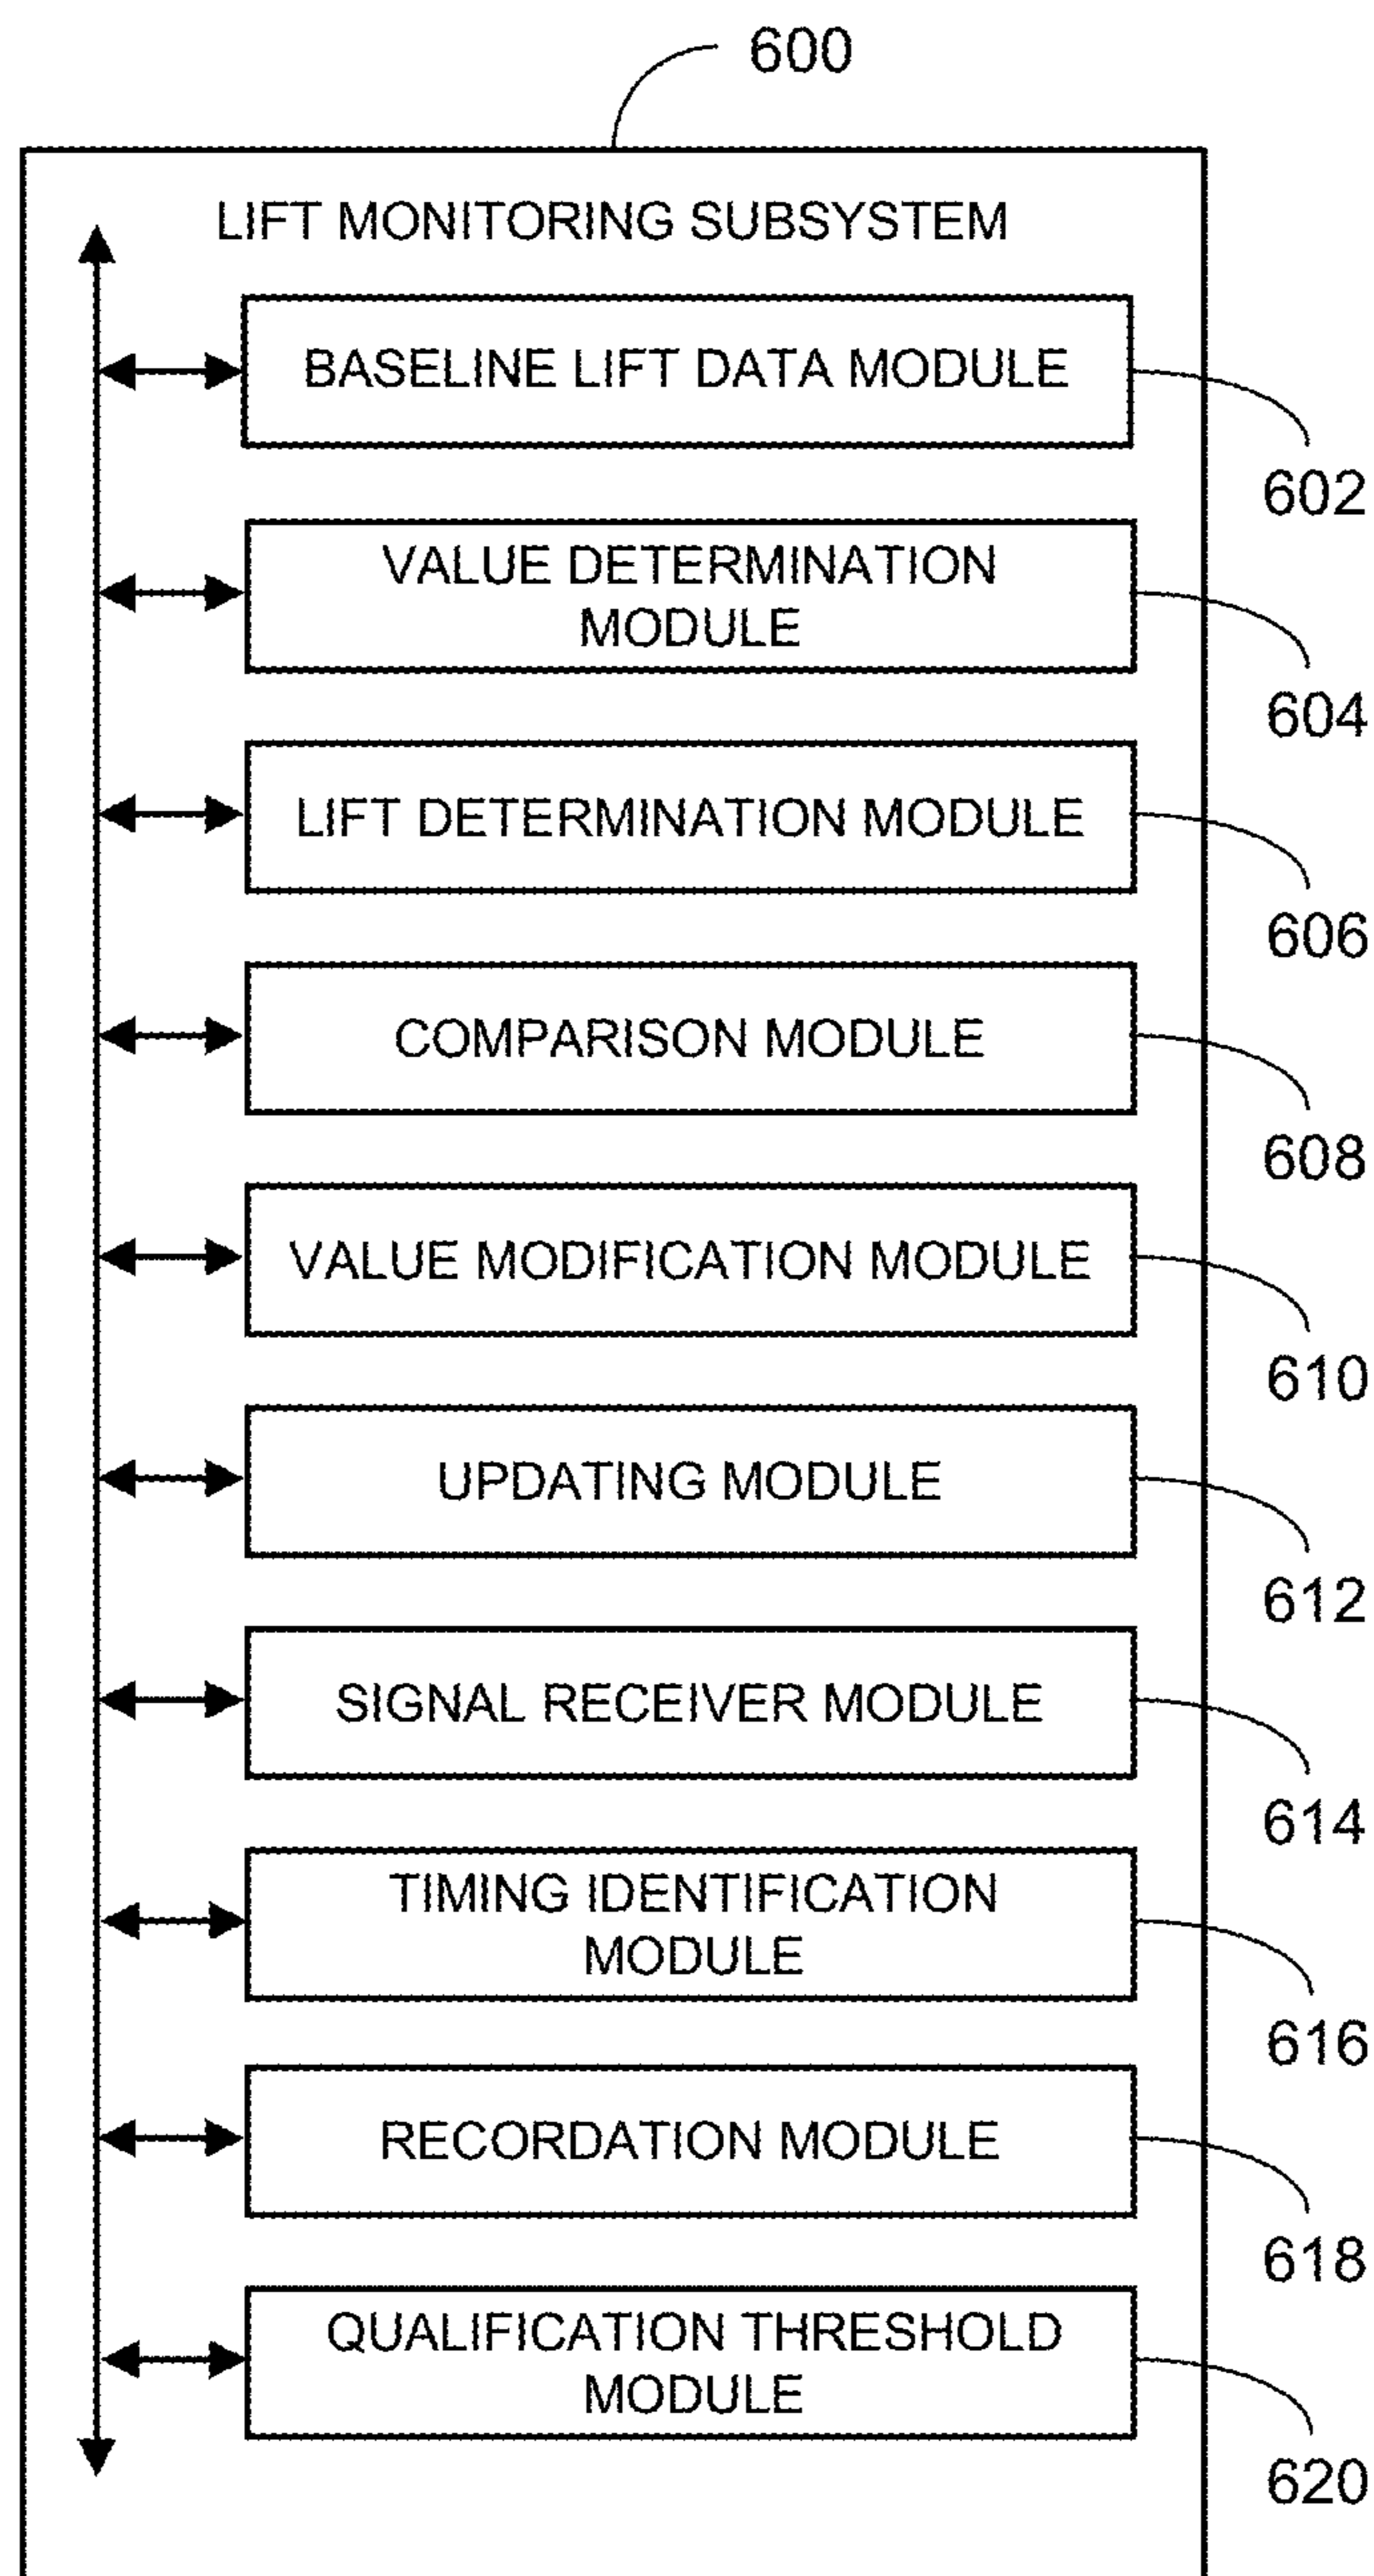 600
LIFT MONITORING SUBSYSTEM
BASELINE LIFT DATA MODULE
602
VALUE DETERMINATION
MODULE
604
LIFT DETERMINATION MODULE
606
COMPARISON MODULE
608
VALUE MODIFICATION MODULE
610
UPDATING MODULE
612
SIGNAL RECEIVER MODULE
614
TIMING IDENTIFICATION
MODULE
616
RECORDATION MODULE
618
QUALIFICATION THRESHOLD
MODULE
620